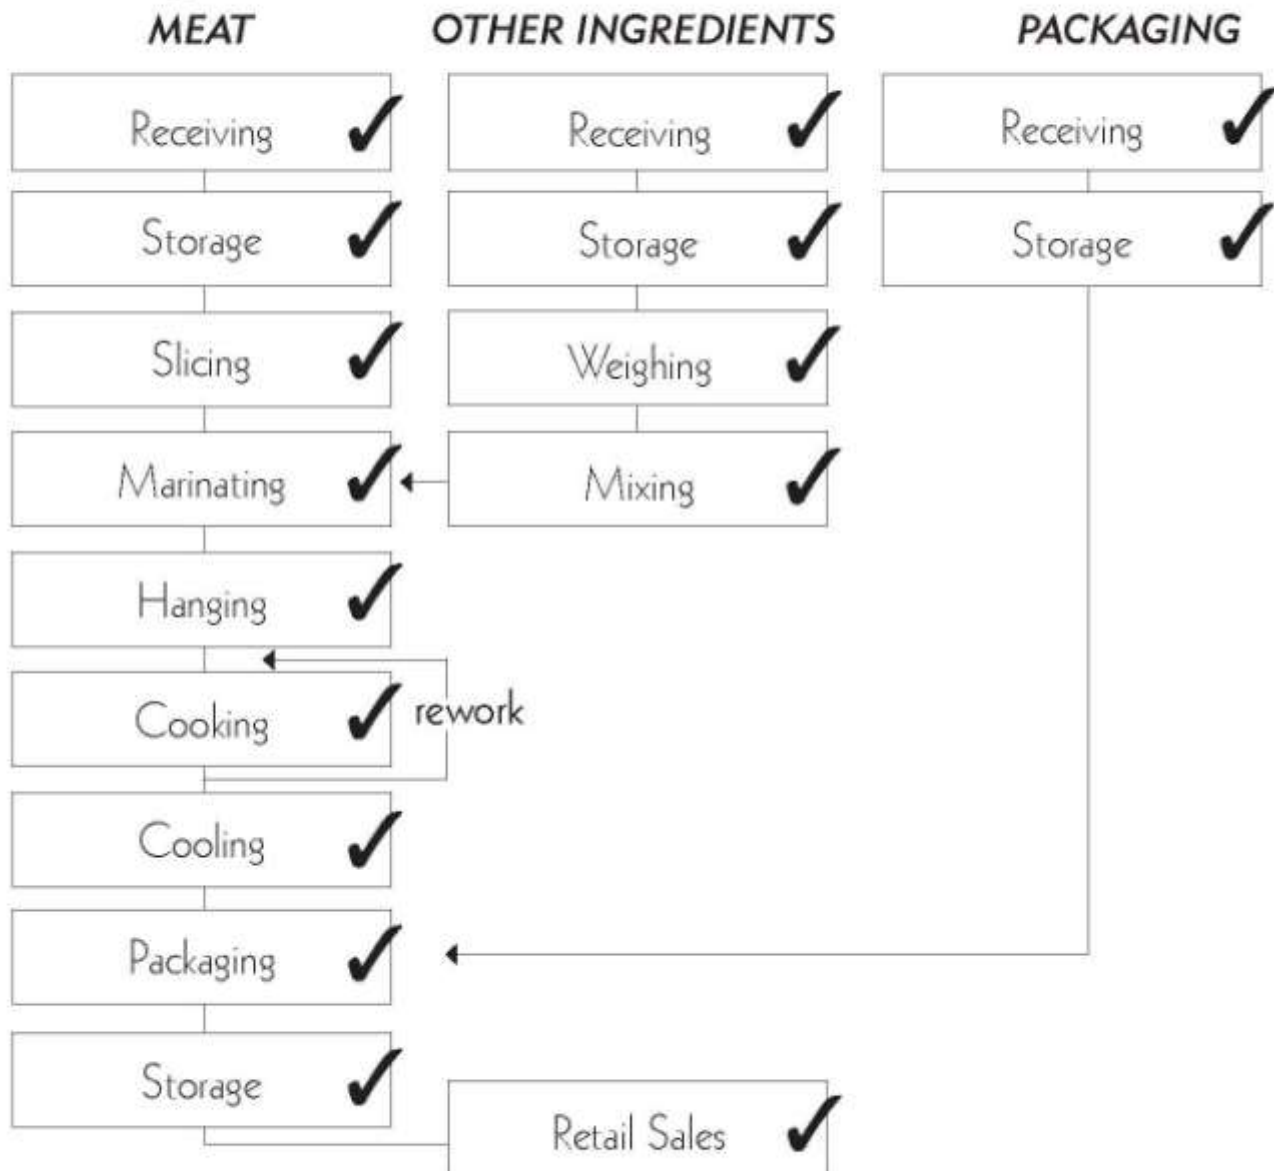 MEAT
OTHER INGREDIENTS
PACKAGING
Receiving
Receiving
Receiving
Storage
Storage
Storage
Slicing
Weighing
Marinating
Mixing
Hanging
Cooking
rework
Cooling
Packaging
Storage
Retail Sales